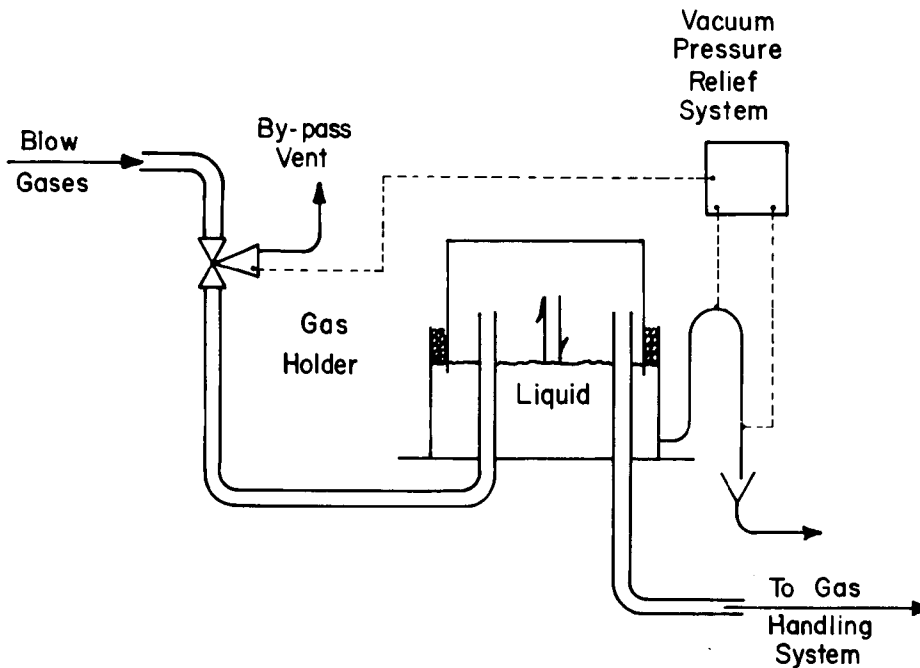 Vacuum
Pressure
Relief
System
By-pass
Vent
Blow
Gases
Gas
Holder
Liquid
To Gas
Handling
System